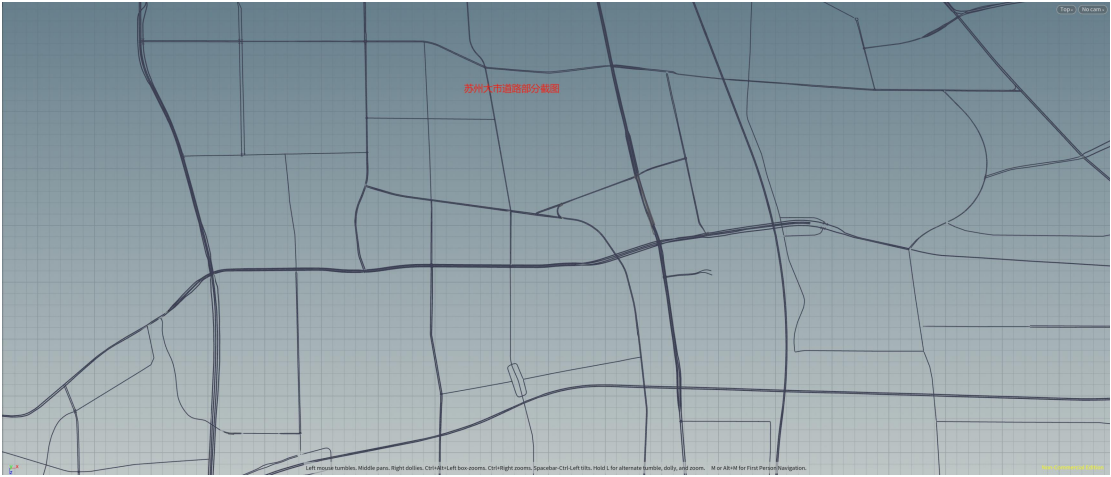 Top▾ No cam▾
苏州大市道路部分截图
Left mouse tumbles. Middle pans. Right dollies. Ctrl+Alt+Left box-zooms. Ctrl+Right zooms. Spacebar-Ctrl-Left tilts. Hold L for alternate tumble, dolly, and zoom. M or Alt+M for First Person Navigation.